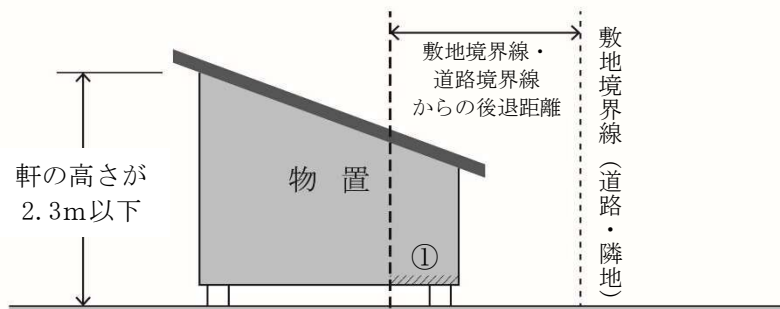 敷地境界線・
道路境界線
からの後退距離
敷地境界線（道路・隣地）
軒の高さが
2.3m以下
物 置
①